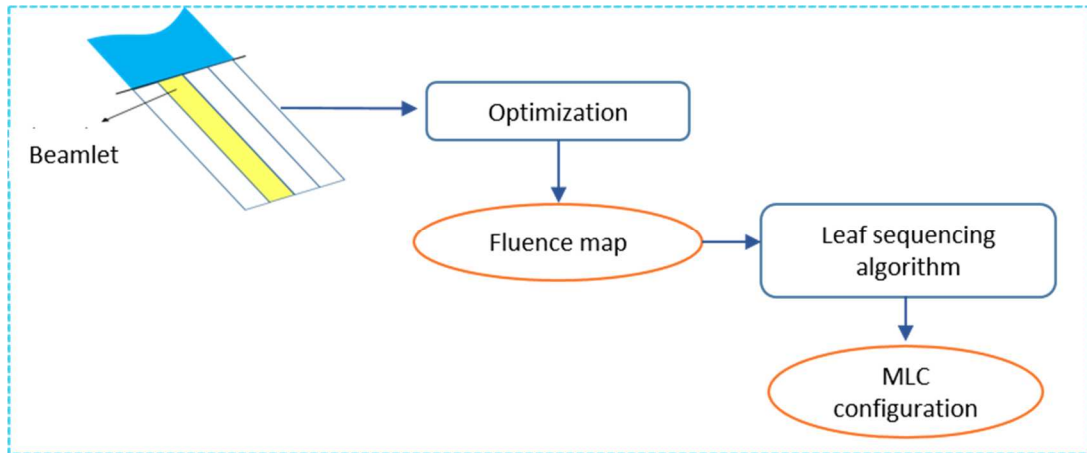 Optimization
Beamlet
Fluence map
Leaf sequencing
algorithm
MLC
configuration